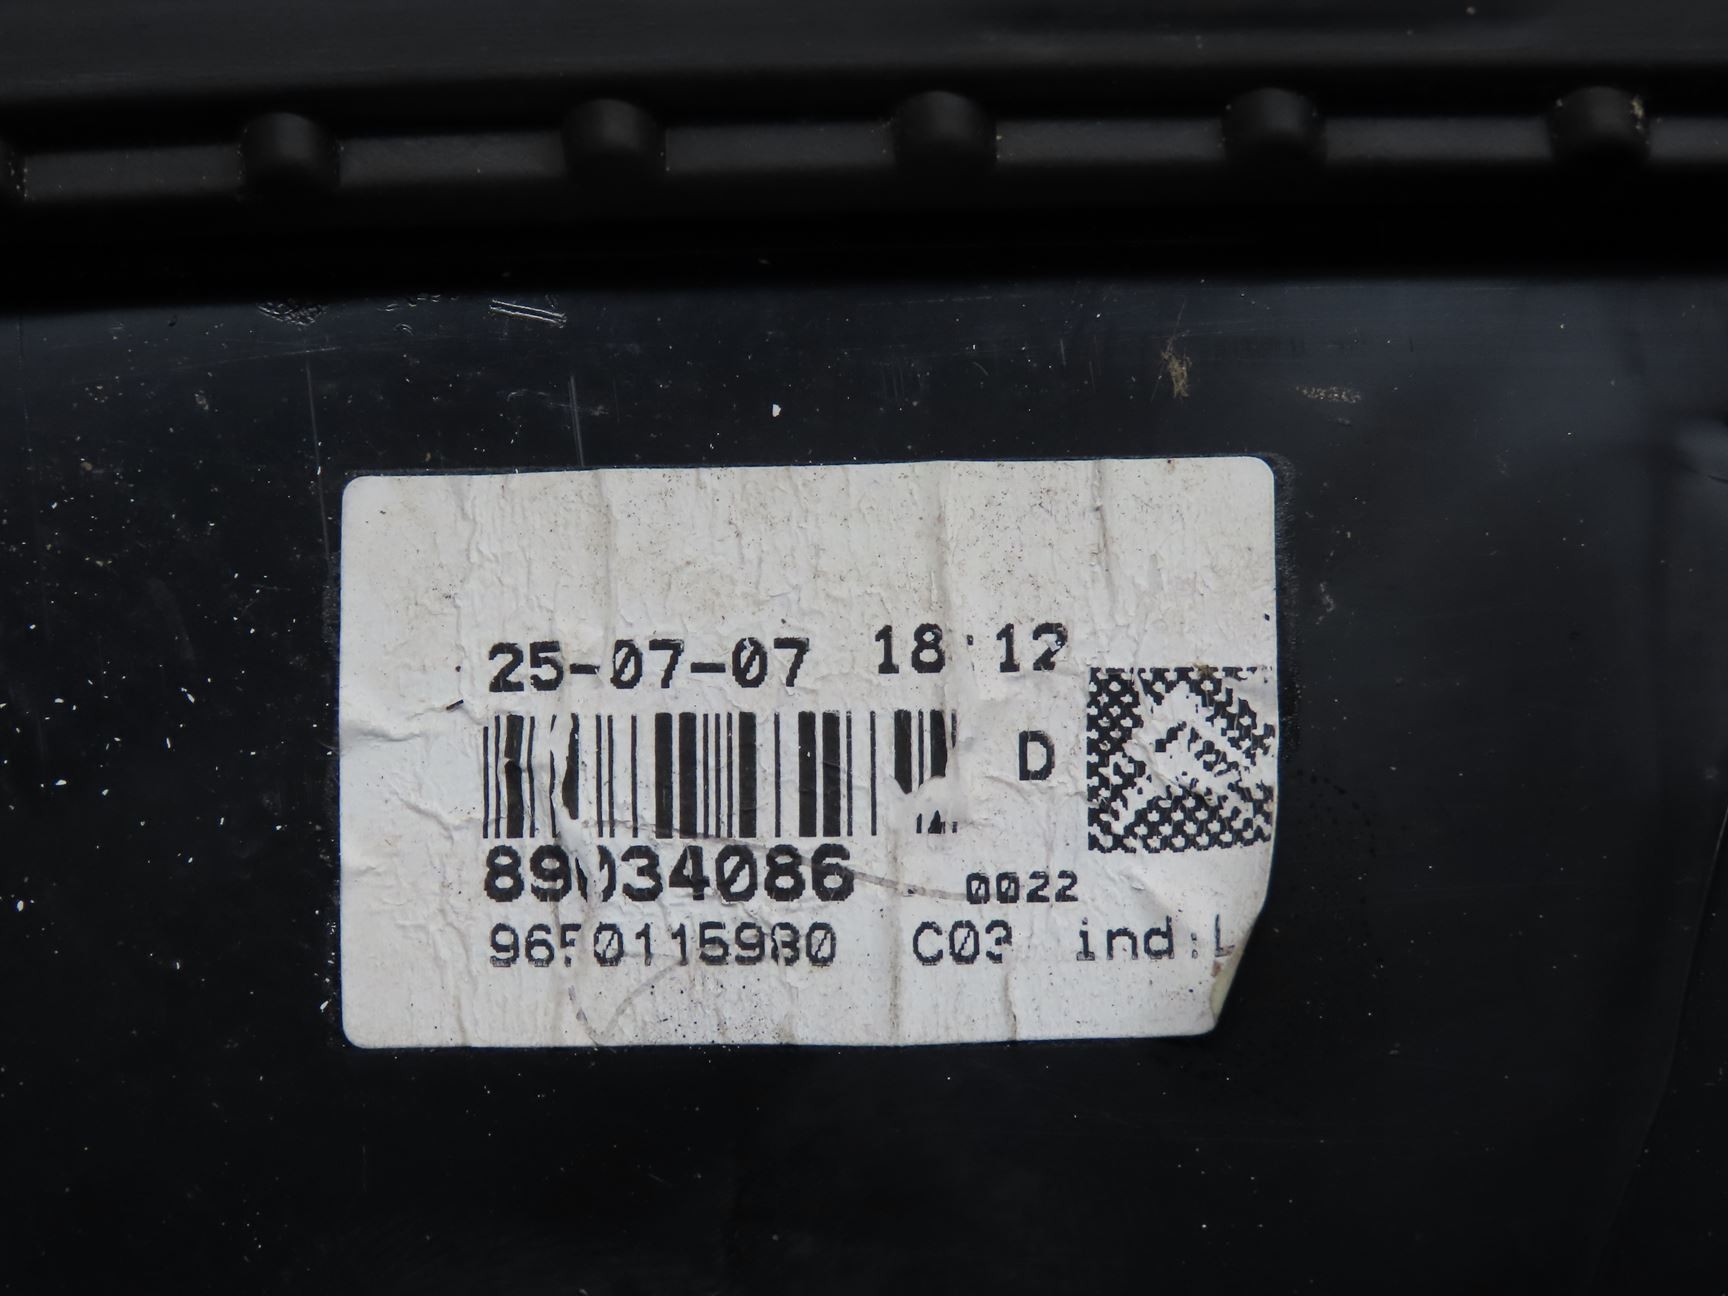 25-07-07 18:12
D
89034086 0022
9650115980 C03 ind:L